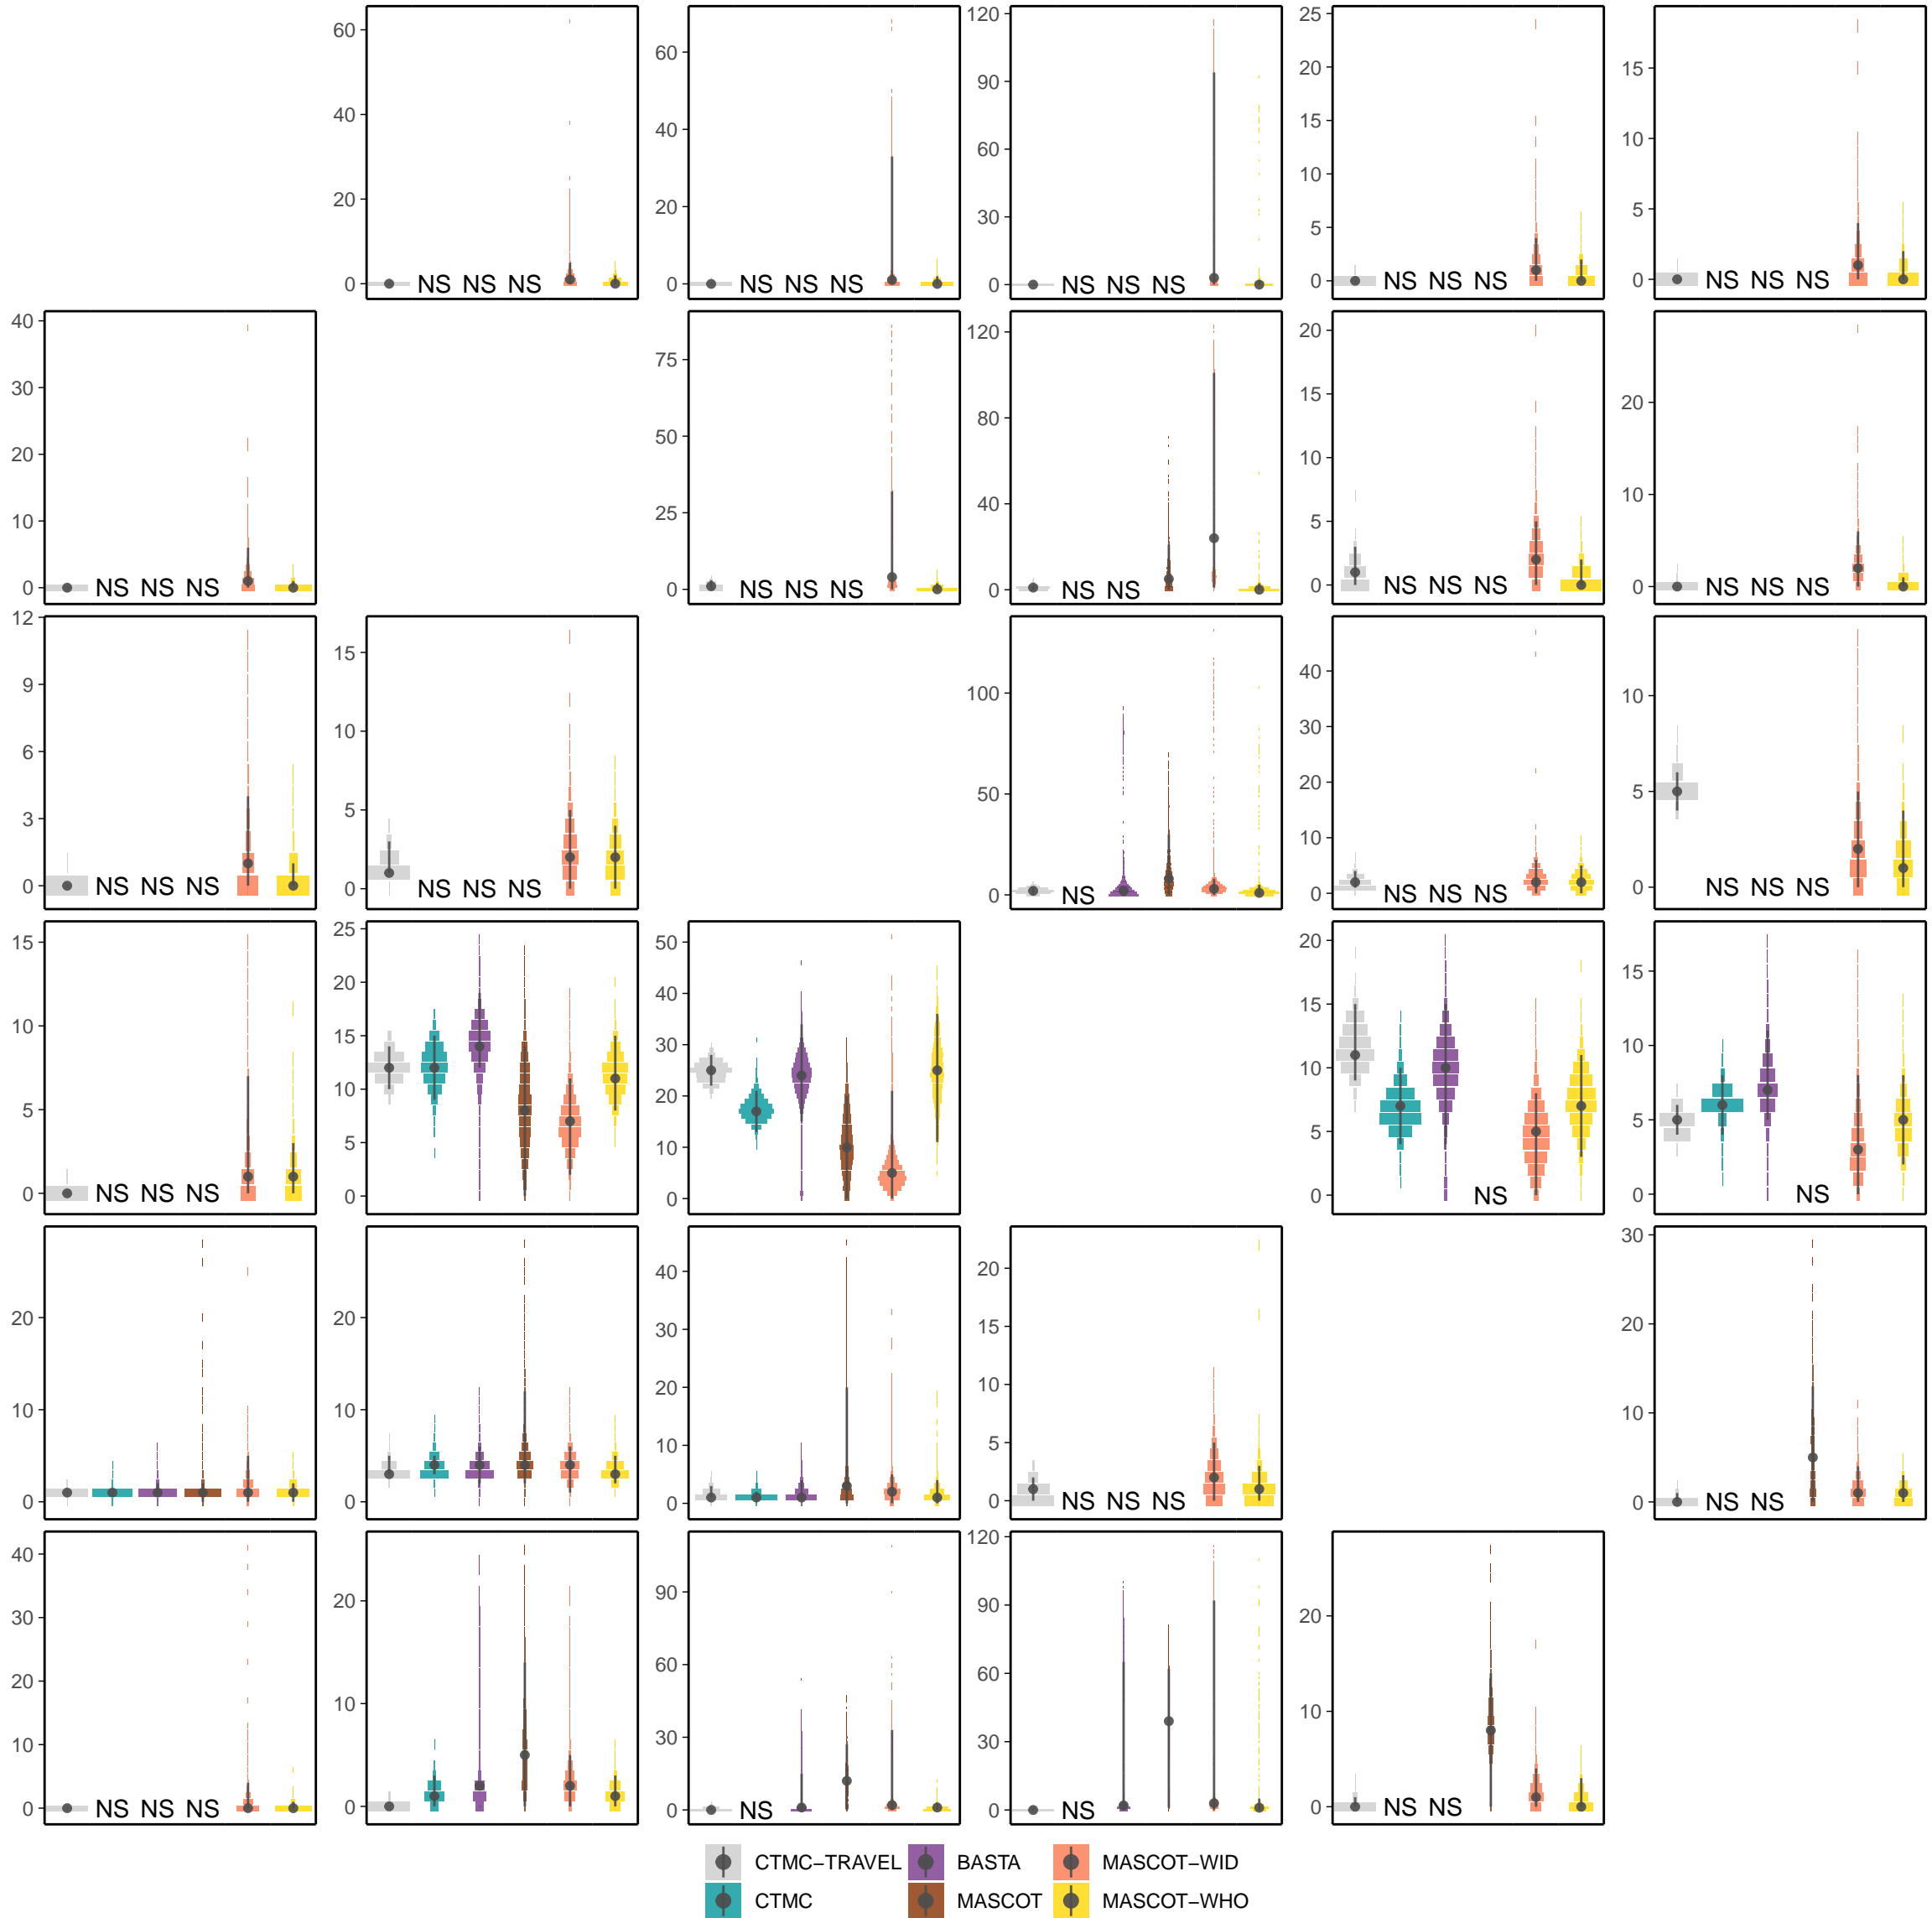 60 40 20 0 NS NS NS
60 40 20 0 NS NS NS
120 90 60 30 0 NS NS NS
25 20 15 10 5 0 NS NS NS
15 10 5 0 NS NS NS
40 30 20 10 0 NS NS NS
75 50 25 0 NS NS NS
120 80 40 0 NS NS
20 15 10 5 0 NS NS NS
20 10 0 NS NS NS
12 9 6 3 0 NS NS NS
15 10 5 0 NS NS NS
100 50 0 NS
40 30 20 10 0 NS NS NS
10 5 0 NS NS NS
15 10 5 0 NS NS NS
25 20 15 10 5 0
50 40 30 20 10 0
20 15 10 5 0 NS
15 10 5 0 NS
20 10 0
20 10 0
40 30 20 10 0
20 15 10 5 0 NS NS NS
30 20 10 0 NS NS
40 30 20 10 0 NS NS NS
20 10 0
90 60 30 0 NS
120 90 60 30 0 NS
20 10 0 NS NS
CTMC−TRAVEL BASTA MASCOT−WID
CTMC MASCOT MASCOT−WHO